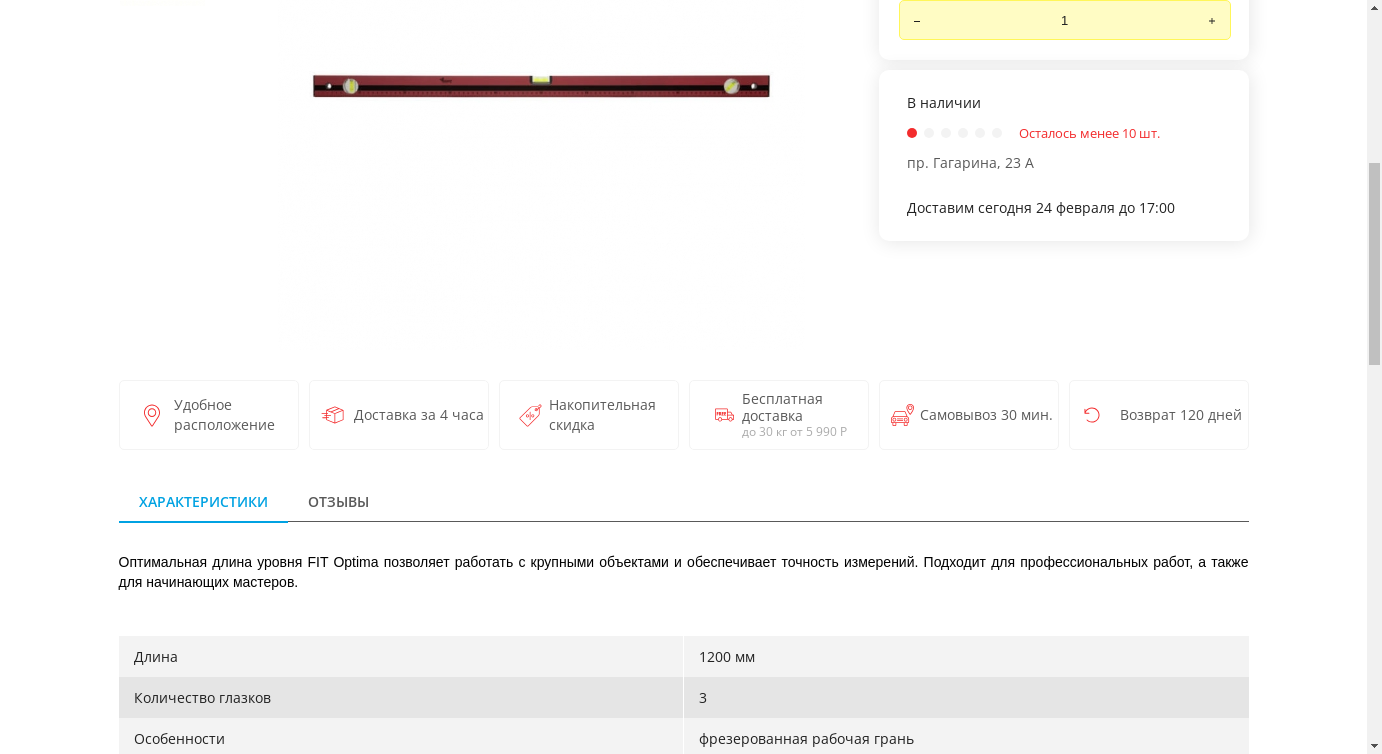 − 1 +
В наличии
Осталось менее 10 шт.
пр. Гагарина, 23 А
Доставим сегодня 24 февраля до 17:00
Удобное
расположение
Доставка за 4 часа
Накопительная
скидка
Бесплатная
доставка
до 30 кг от 5 990 Р
Самовывоз 30 мин.
Возврат 120 дней
ХАРАКТЕРИСТИКИ ОТЗЫВЫ
Оптимальная длина уровня FIT Optima позволяет работать с крупными объектами и обеспечивает точность измерений. Подходит для профессиональных работ, а также
для начинающих мастеров.
Длина 1200 мм
Количество глазков 3
Особенности фрезерованная рабочая грань